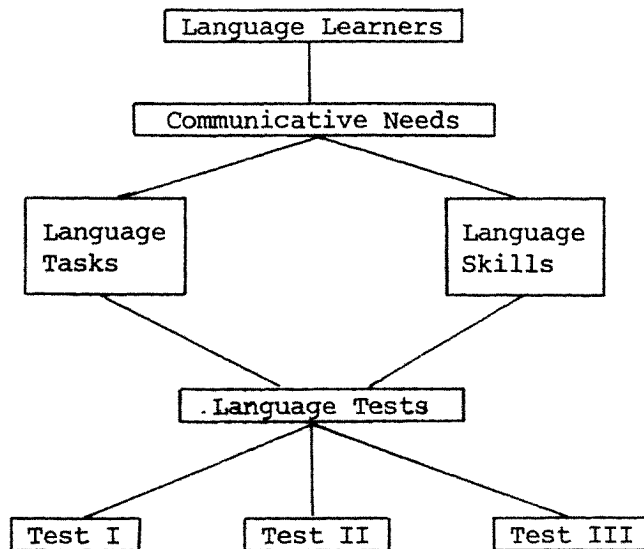 Language Learners
Communicative Needs
Language
Tasks
Language
Skills
.Language Tests
Test I
Test II
Test III